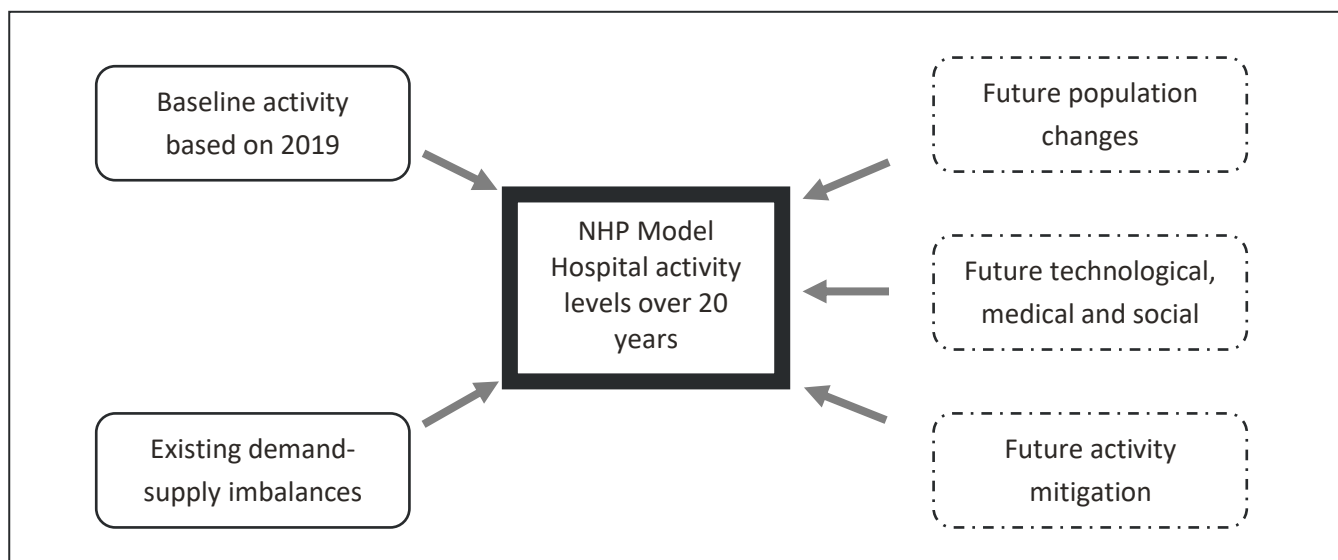 Baseline activity
based on 2019
Existing demand-
supply imbalances
NHP Model
Hospital activity
levels over 20
years
Future population
changes
Future technological,
medical and social
Future activity
mitigation